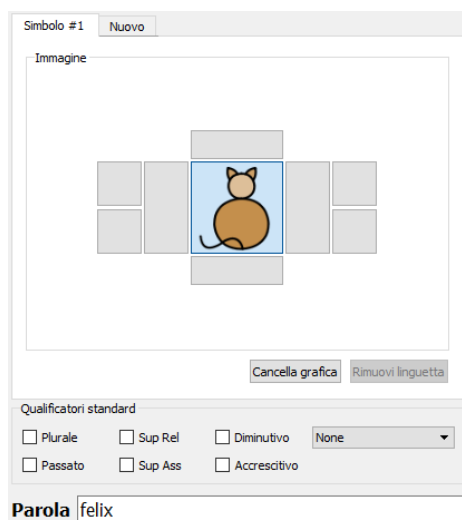 Simbolo #1 Nuovo
Immagine
Cancella grafica Rimuovi linguetta
Qualificatori standard
Plurale Sup Rel Diminutivo None
Passato Sup Ass Accrescitivo
Parola felix